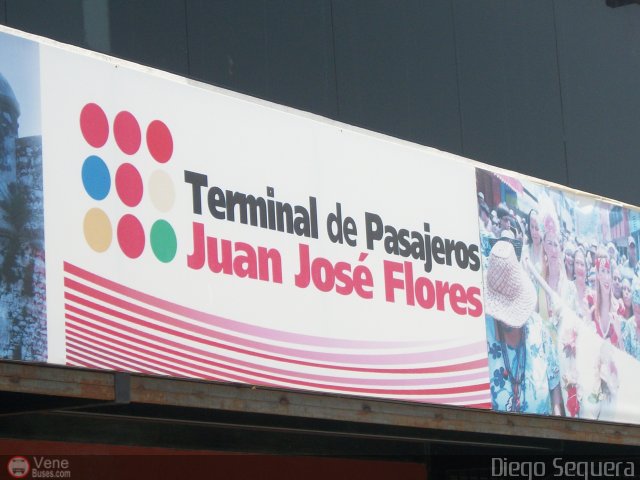 Terminal de Pasajeros
Juan José Flores
Vene
Buses.com
Diego Sequera